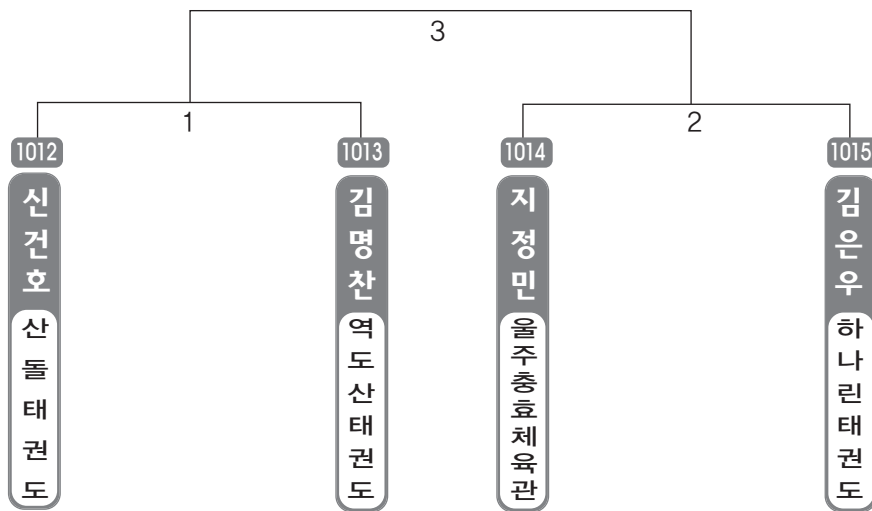 3
1
2
1012
1013
1014
1015
신건호
김명찬
지정민
김은우
산돌태권도
역도산태권도
울주충효체육관
하나린태권도